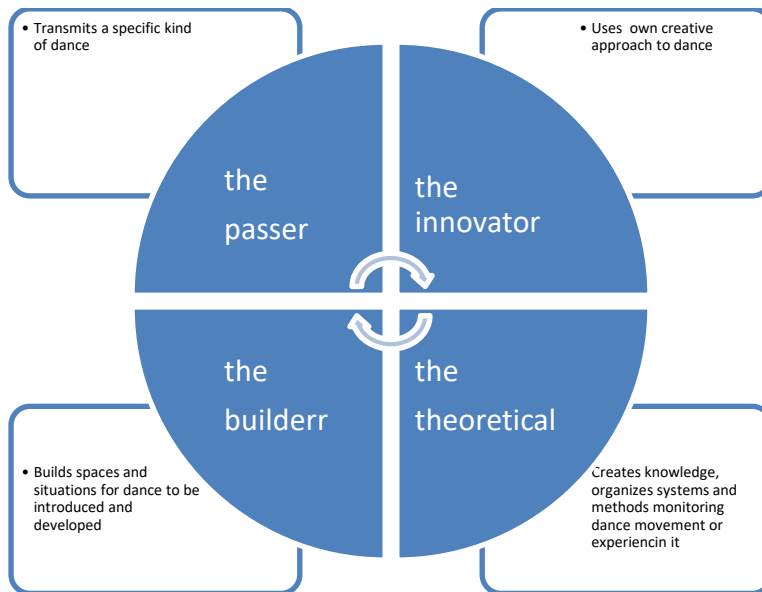 • Transmits a specific kind
of dance
• Uses own creative
approach to dance
the
passer
the
innovator
the
builderr
the
theoretical
• Builds spaces and
situations for dance to be
introduced and
developed
Creates knowledge,
organizes systems and
methods monitoring
dance movement or
experiencin it